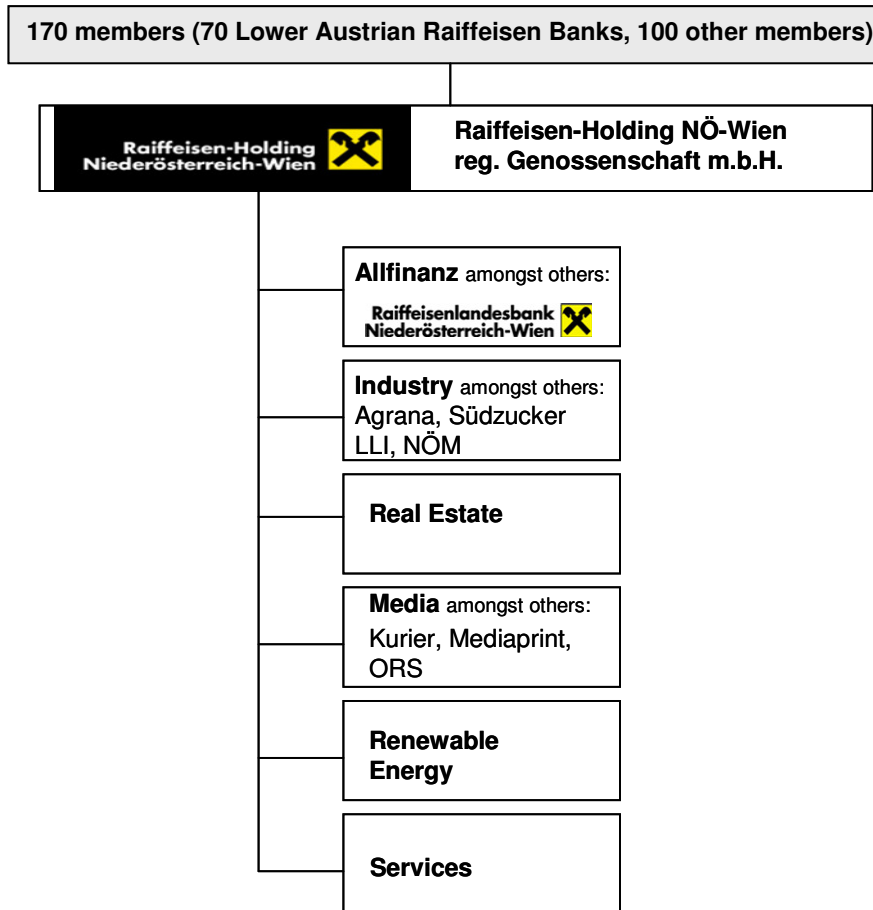 170 members (70 Lower Austrian Raiffeisen Banks, 100 other members)
Raiffeisen-Holding
Niederösterreich-Wien
Raiffeisen-Holding NÖ-Wien
reg. Genossenschaft m.b.H.
Allfinanz amongst others:
Raiffeisenlandesbank
Niederösterreich-Wien
Industry amongst others:
Agrana, Südzucker
LLI, NÖM
Real Estate
Media amongst others:
Kurier, Mediaprint,
ORS
Renewable
Energy
Services